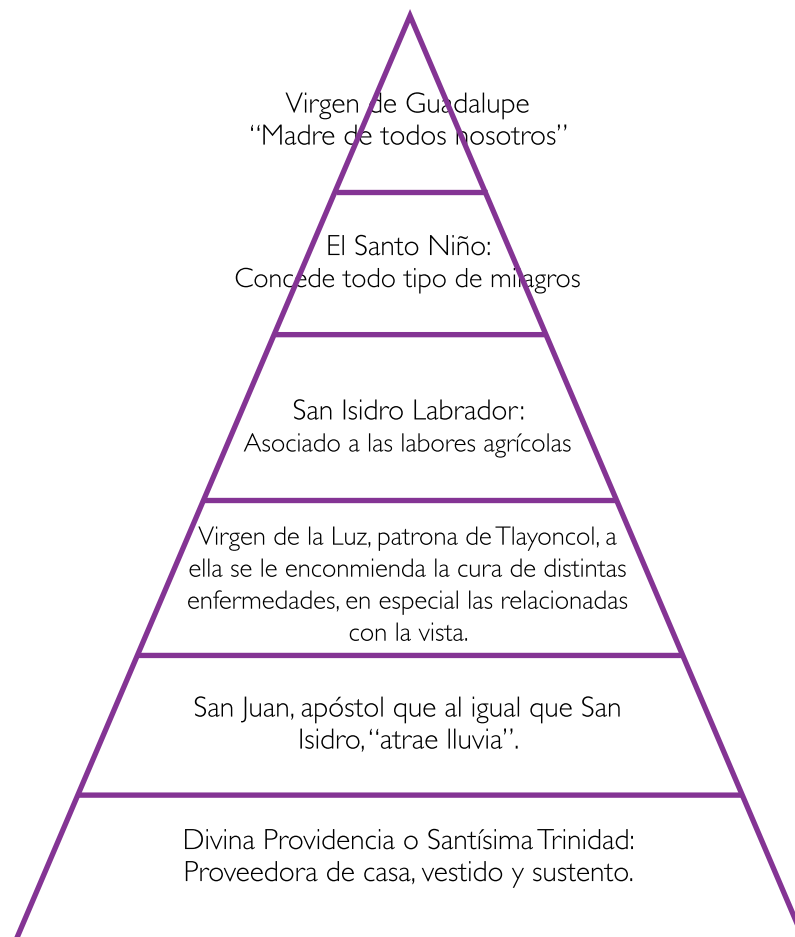 Virgen de Guadalupe
“Madre de todos nosotros”
El Santo Niño:
Concede todo tipo de milagros
San Isidro Labrador:
Asociado a las labores agrícolas
Virgen de la Luz, patrona de Tlayoncol, a
ella se le enconmienda la cura de distintas
enfermedades, en especial las relacionadas
con la vista.
San Juan, apóstol que al igual que San
Isidro, “atrae lluvia”.
Divina Providencia o Santísima Trinidad:
Proveedora de casa, vestido y sustento.